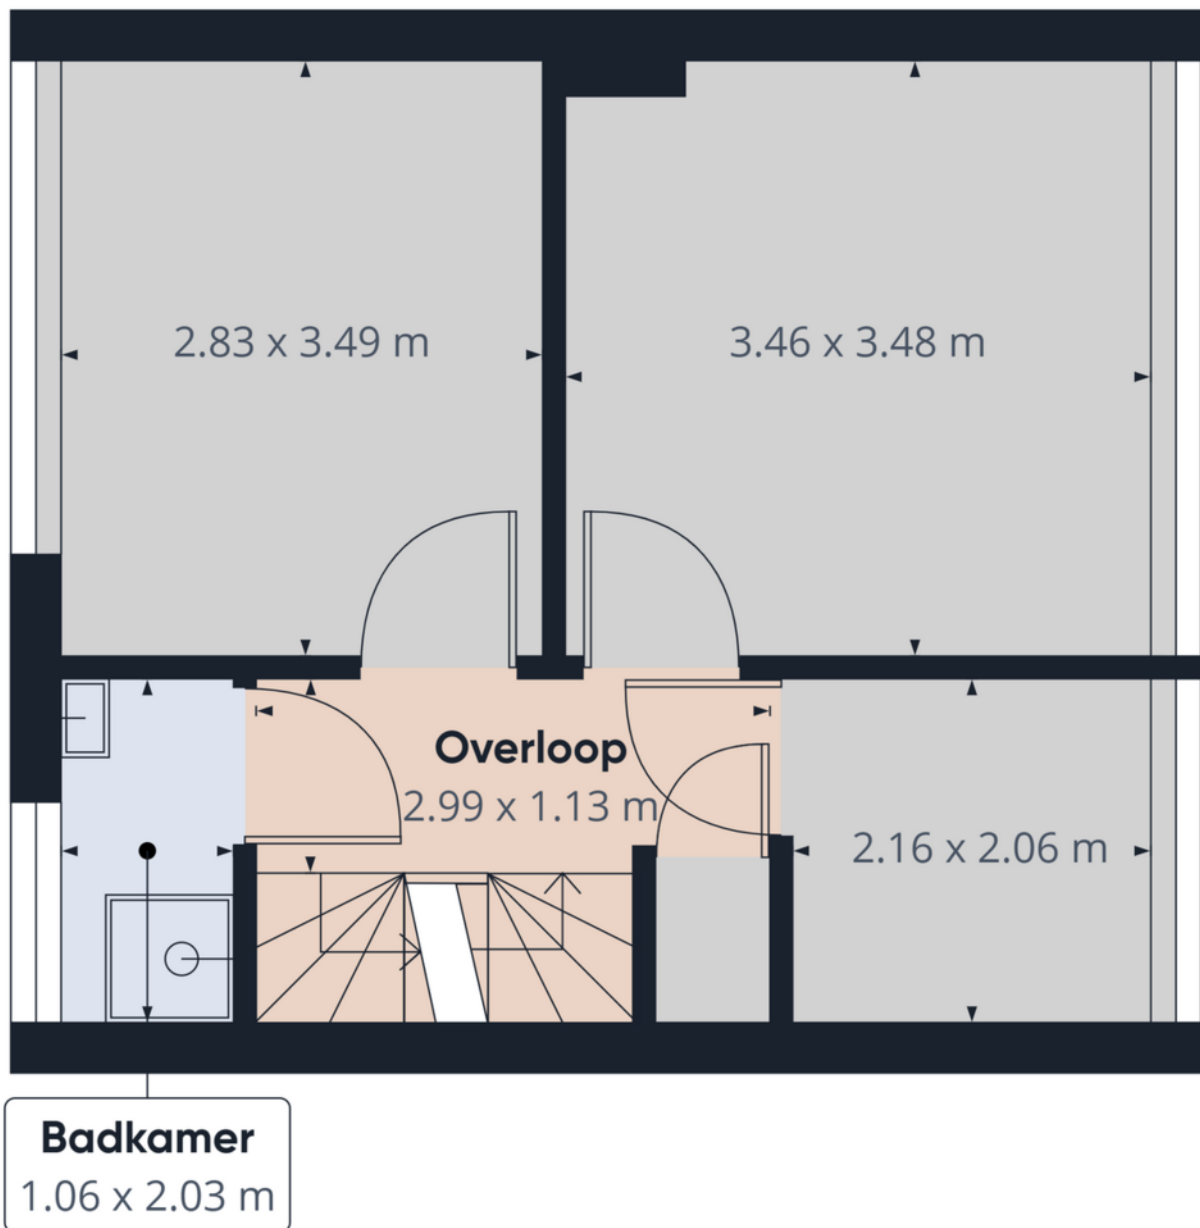 2.83 x 3.49 m
3.46 x 3.48 m
Overloop
2.99 x 1.13 m
2.16 x 2.06 m
Badkamer
1.06 x 2.03 m